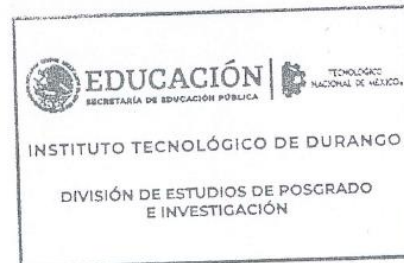 EDUCACIÓN
SECRETARÍA DE EDUCACIÓN PÚBLICA
TECNOLÓGICO
NACIONAL DE MÉXICO®
INSTITUTO TECNOLÓGICO DE DURANGO
DIVISIÓN DE ESTUDIOS DE POSGRADO
E INVESTIGACIÓN